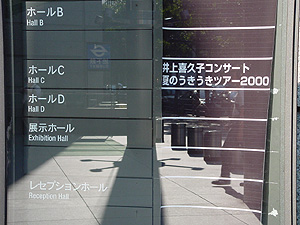 ホールB
Hall B
ホールC
Hall C
井上喜久子コンサート
夏のうきうきツアー2000
ホールD
Hall D
展示ホール
Exhibition Hall
レセプションホール
Reception Hall